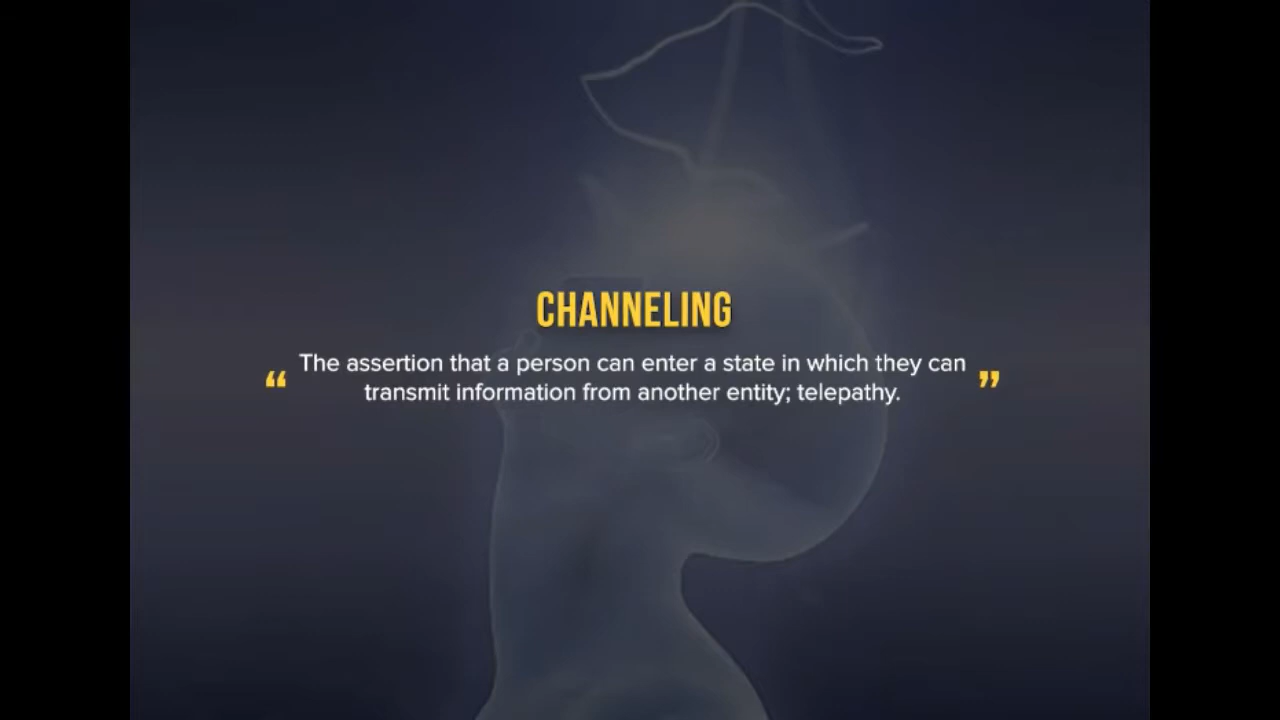 CHANNELING
“ The assertion that a person can enter a state in which they can
transmit information from another entity; telepathy. ”